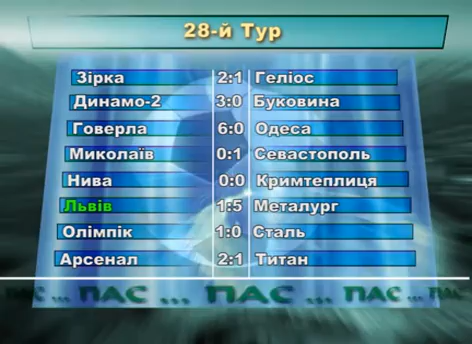 28-й Тур
Зірка 2:1 Геліос
Динамо-2 3:0 Буковина
Говерла 6:0 Одеса
Миколаїв 0:1 Севастополь
Нива 0:0 Кримтеплиця
Львів 1:5 Металург
Олімпік 1:0 Сталь
Арсенал 2:1 Титан
ПАС ... ПАС ... ПАС ...